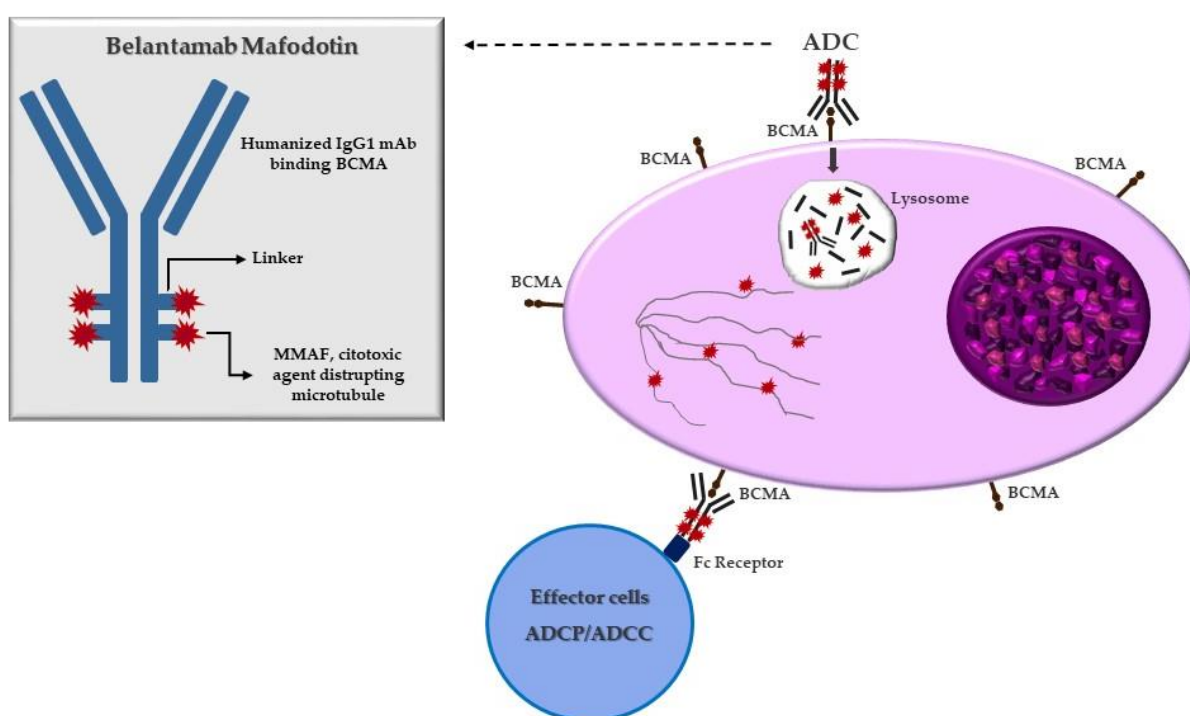 Belantamab Mafodotin
Humanized IgG1 mAb
binding BCMA
Linker
MMAF, citotoxic
agent distrupting
microtubule
ADC
BCMA
BCMA
BCMA
Lysosome
BCMA
BCMA
BCMA
Fc Receptor
Effector cells
ADCP/ADCC